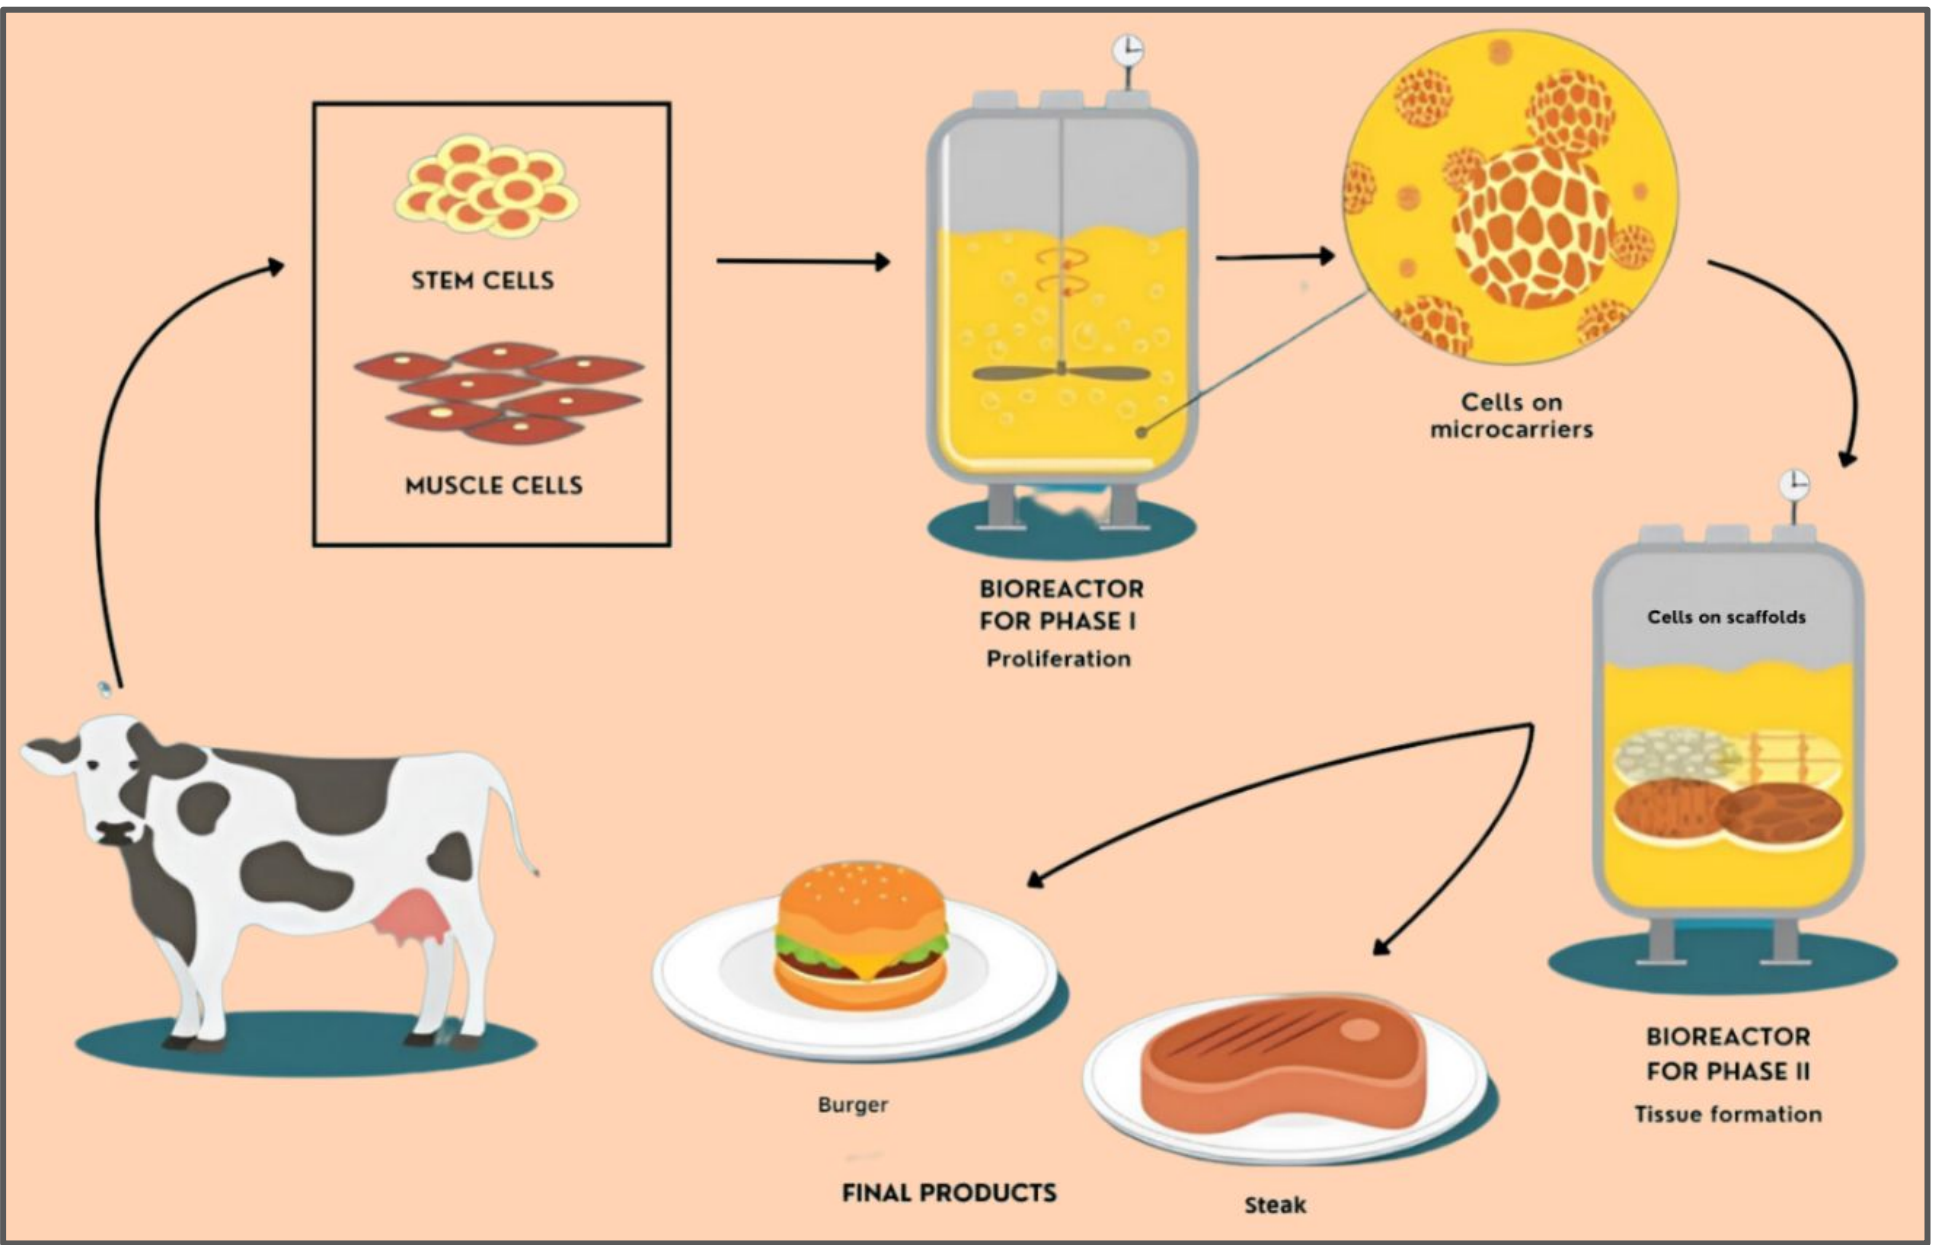 STEM CELLS
MUSCLE CELLS
BIOREACTOR
FOR PHASE I
Proliferation
Cells on
microcarriers
Cells on scaffolds
BIOREACTOR
FOR PHASE II
Tissue formation
Burger
FINAL PRODUCTS
Steak